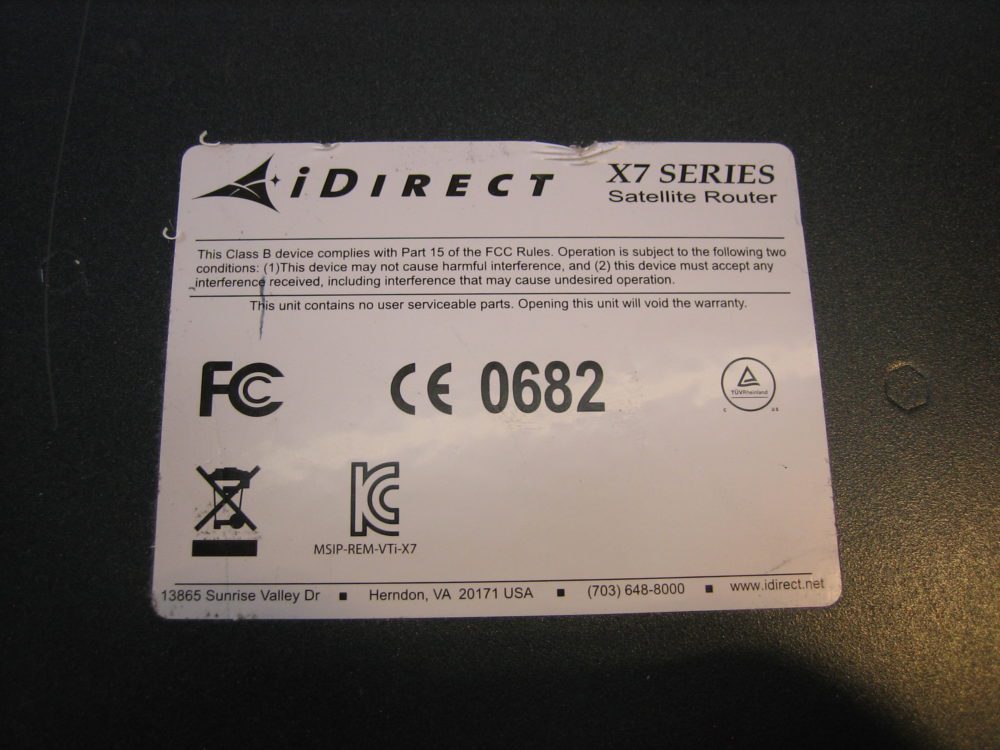 iDIRECT
X7 SERIES
Satellite Router
This Class B device complies with Part 15 of the FCC Rules. Operation is subject to the following two
conditions: (1)This device may not cause harmful interference, and (2) this device must accept any
interference received, including interference that may cause undesired operation.
This unit contains no user serviceable parts. Opening this unit will void the warranty.
FC
CE 0682
TÜVRheinland
C US
KC
MSIP-REM-VTi-X7
13865 Sunrise Valley Dr ■ Herndon, VA 20171 USA ■ (703) 648-8000 ■ www.idirect.net